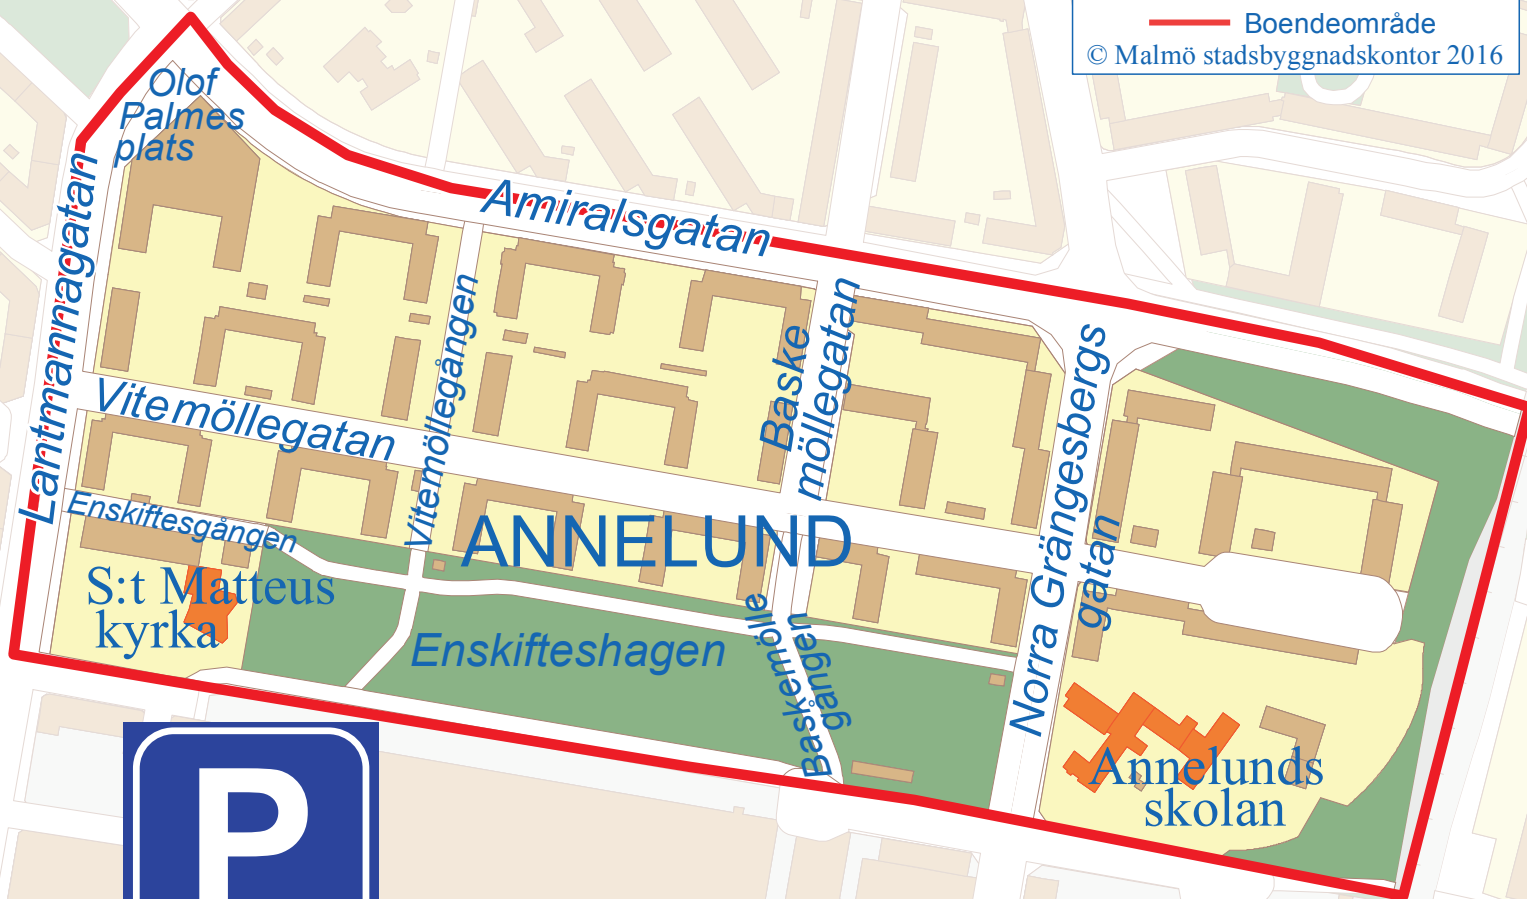 Boendeområde
© Malmö stadsbyggnadskontor 2016
Olof
Palmes
plats
Lantmannagatan
Amiralsgatan
Vitemöllegången
Baske
möllegatan
Norra Grängesbergs
gatan
Vitemöllegatan
Vitemöllegången
Enskiftesgången
ANNELUND
S:t Matteus
kyrka
Enskifteshagen
Baskemölle
gången
Annelunds
skolan
P